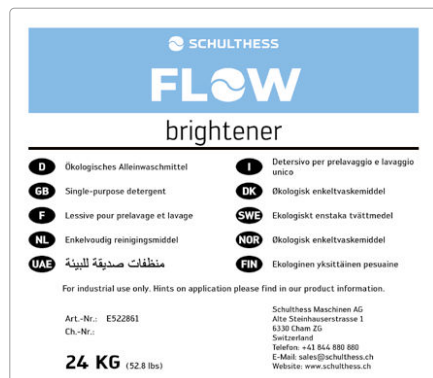 SCHULTHESS
FLOW
brightener
D Ökologisches Alleinwaschmittel
GB Single-purpose detergent
F Lessive pour prelavage et lavage
NL Enkelvoudig reinigingsmiddel
UAE منظفات صديقة للبيئة
I Detersivo per prelavaggio e lavaggio
unico
DK Økologisk enkeltvaskemiddel
SWE Ekologiskt enstaka tvättmedel
NOR Økologisk enkeltvaskemiddel
FIN Ekologinen yksittäinen pesuaine
For industrial use only. Hints on application please find in our product information.
Art.-Nr.: E522861
Ch.-Nr.:
24 KG (52.8 lbs)
Schulthess Maschinen AG
Alte Steinhauserstrasse 1
6330 Cham ZG
Switzerland
Telefon: +41 844 880 880
E-Mail: sales@schulthess.ch
Website: www.schulthess.ch